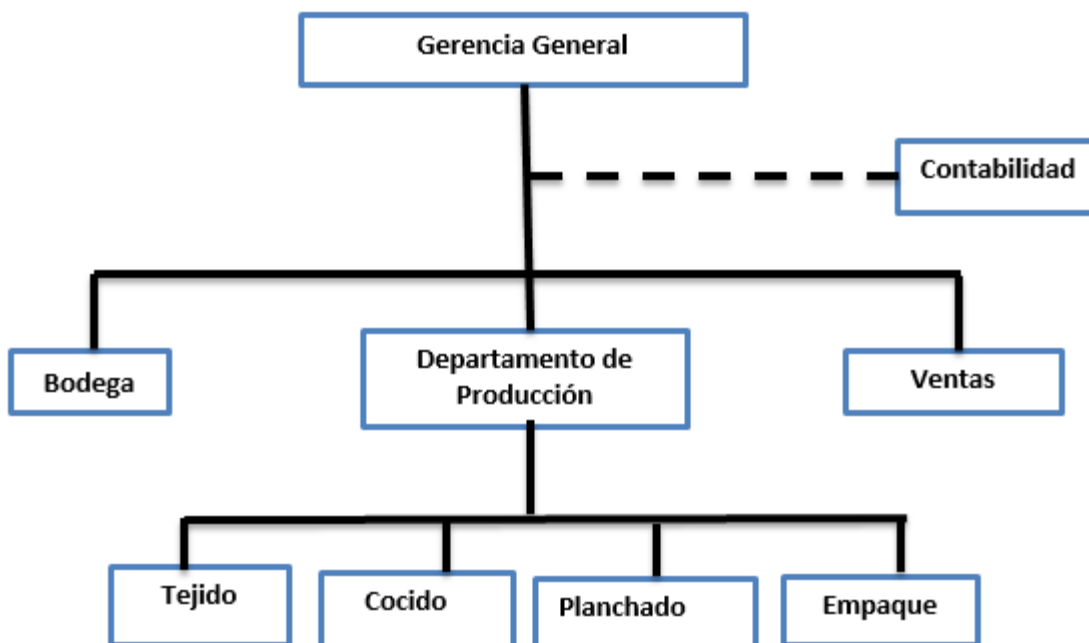 Gerencia General
Contabilidad
Bodega
Departamento de
Producción
Ventas
Tejido
Cocido
Planchado
Empaque